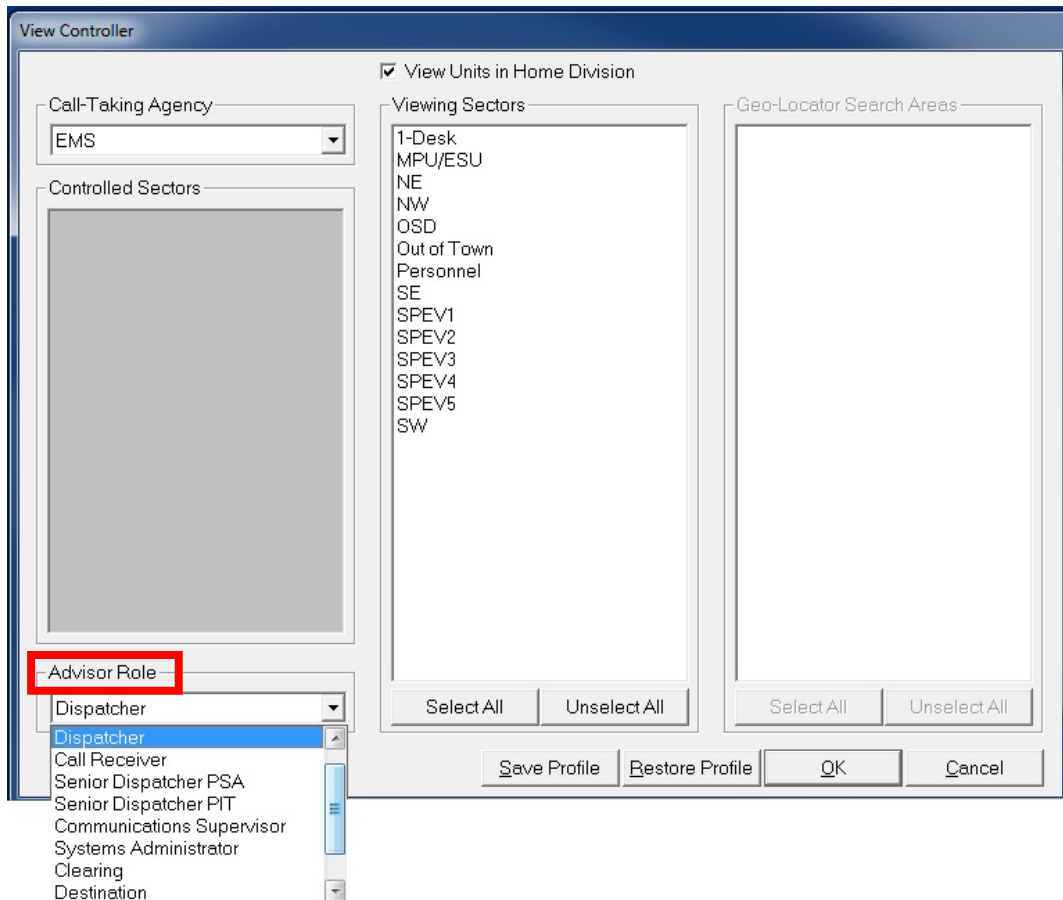 View Controller
View Units in Home Division
Call-Taking Agency
EMS
Controlled Sectors
Viewing Sectors
1-Desk
MPU/ESU
NE
NW
OSD
Out of Town
Personnel
SE
SPEV1
SPEV2
SPEV3
SPEV4
SPEV5
SW
Select All Unselect All
Geo-Locator Search Areas
Select All Unselect All
Advisor Role
Dispatcher
Dispatcher
Call Receiver
Senior Dispatcher PSA
Senior Dispatcher PIT
Communications Supervisor
Systems Administrator
Clearing
Destination
Save Profile Restore Profile OK Cancel